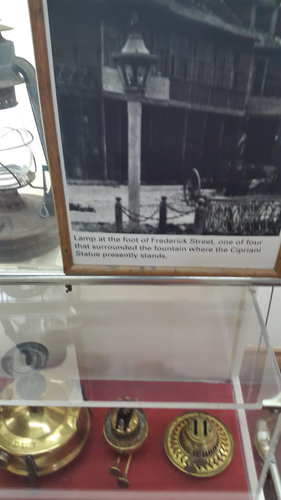 Lamp at the foot of Frederick Street, one of four
that surrounded the fountain where the Cipriani
Statue presently stands.